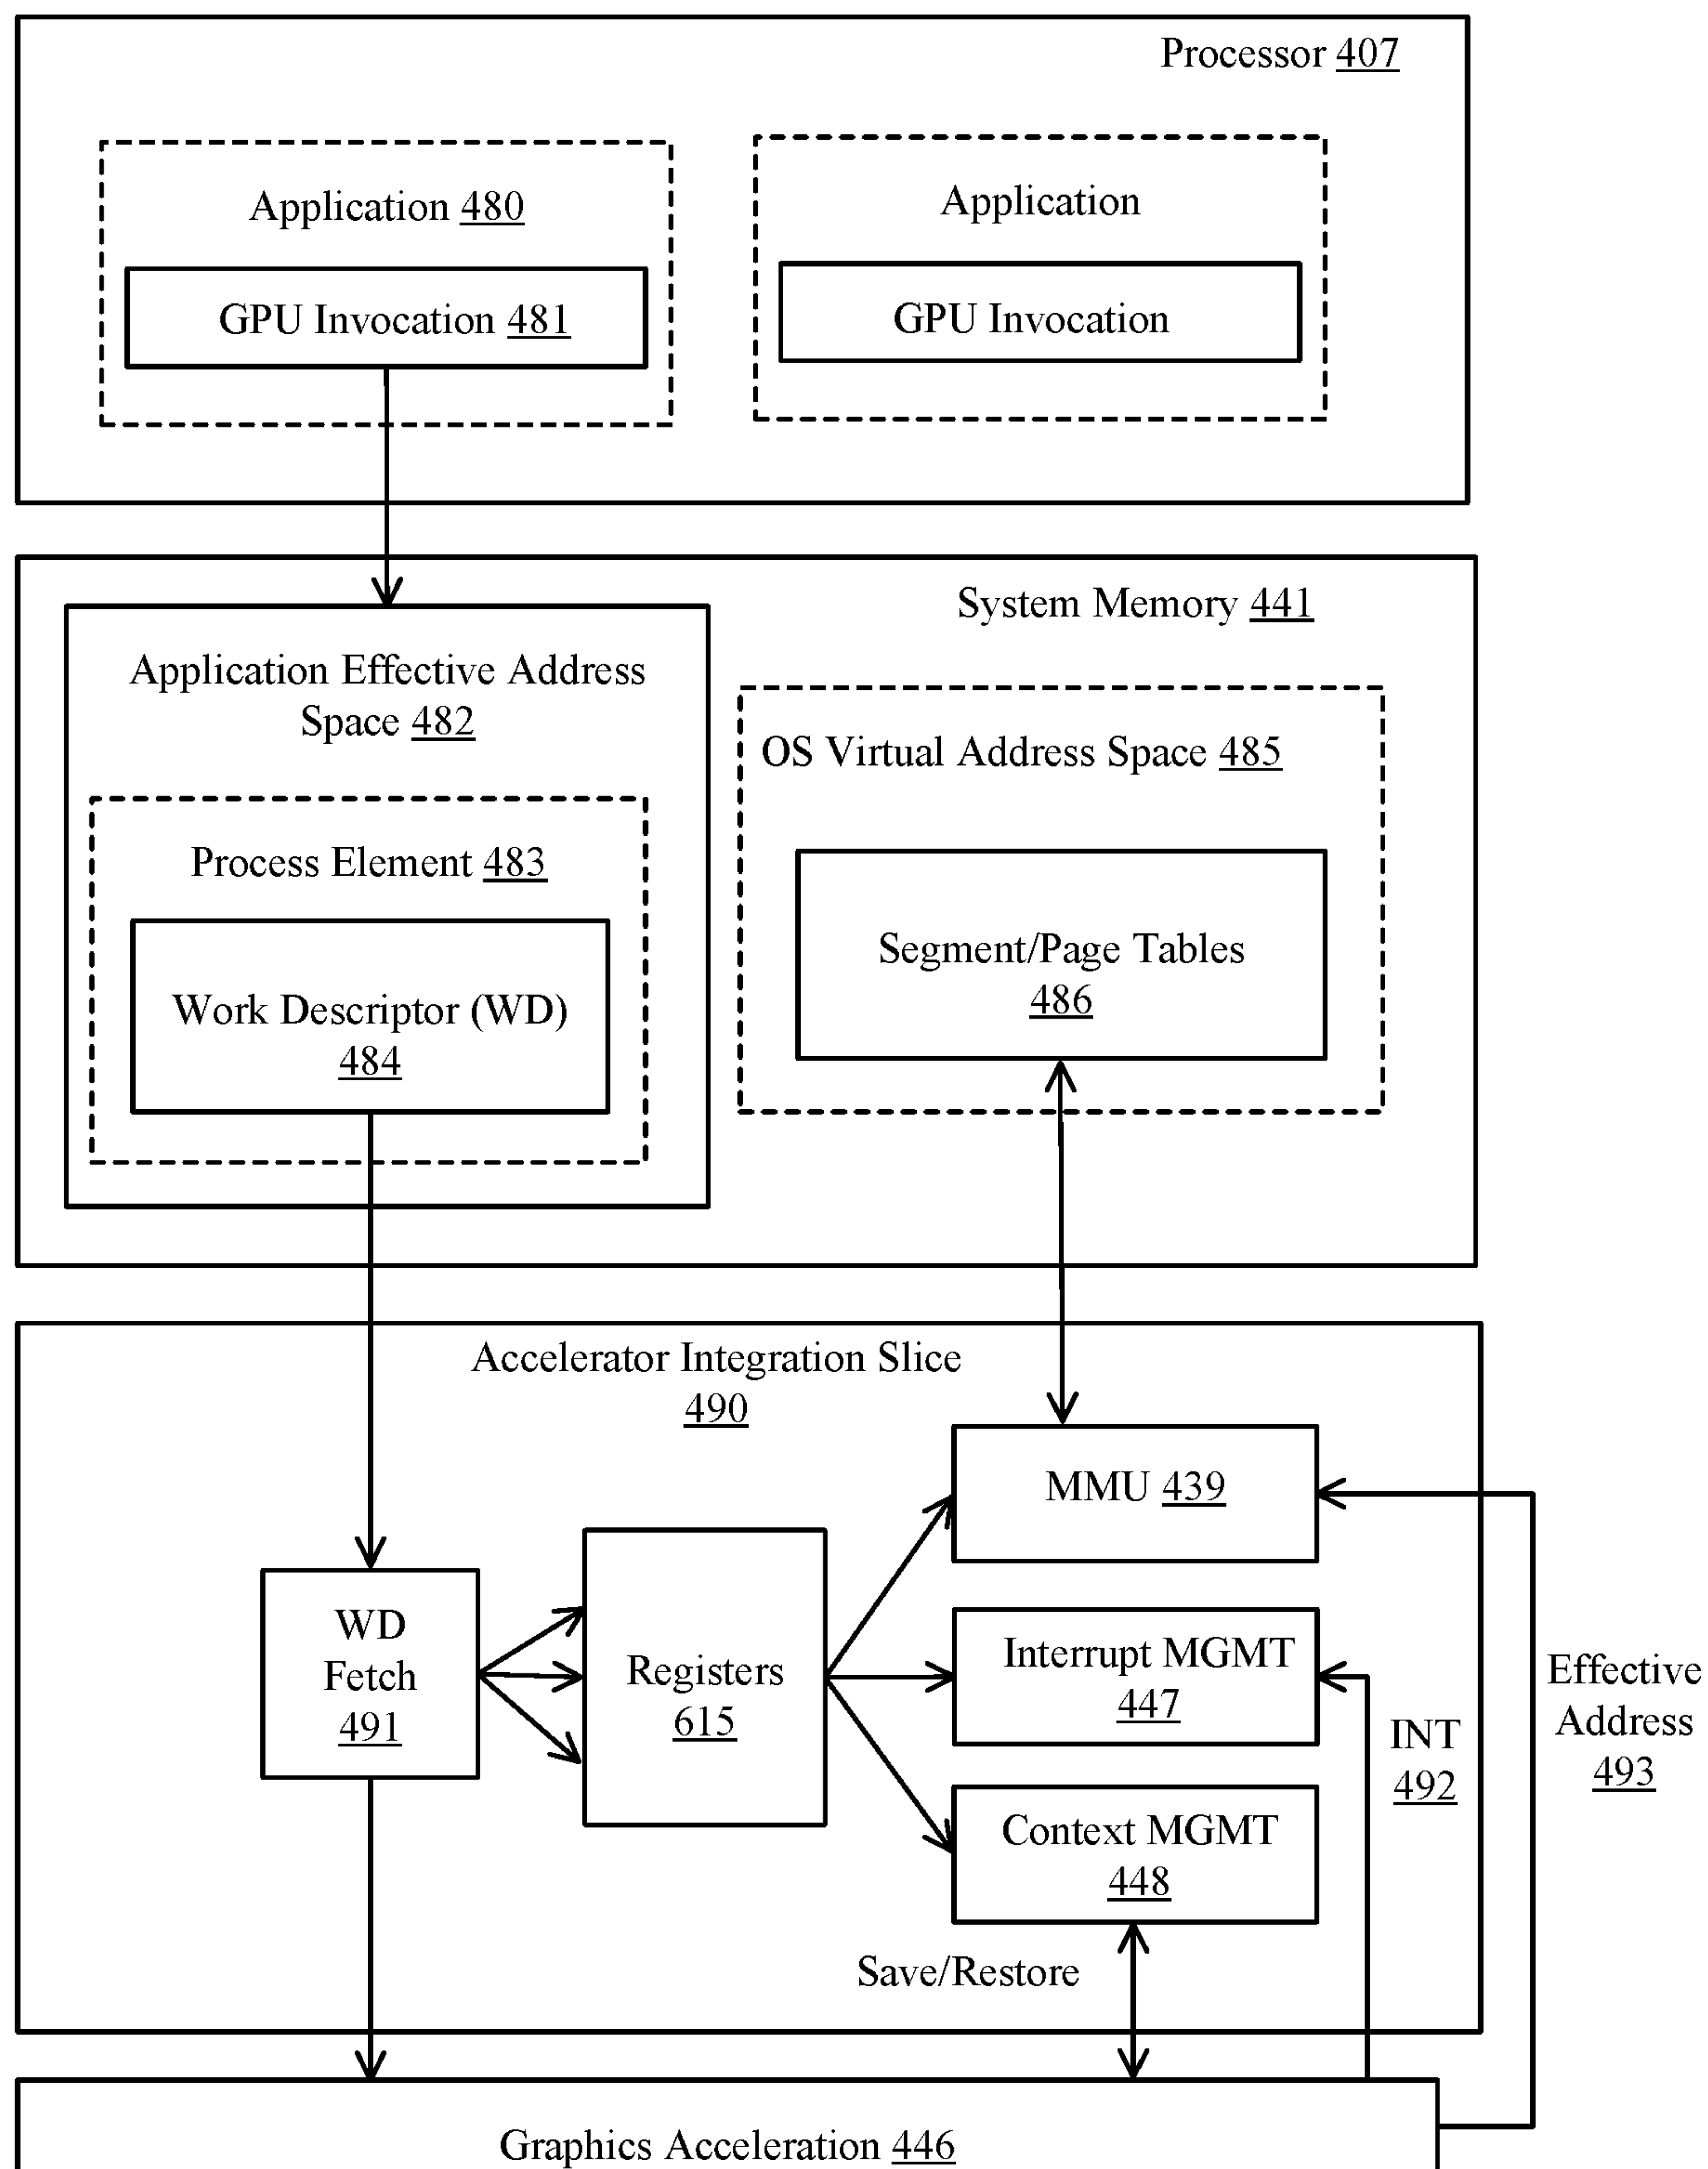 Processor 407
Application 480
Application
GPU Invocation 481
GPU Invocation
System Memory 441
Application Effective Address
Space 482
OS Virtual Address Space 485
Process Element 483
Segment/Page Tables
486
Work Descriptor (WD)
484
Accelerator Integration Slice
490
MMU 439
WD
Fetch
491
Registers
615
Interrupt MGMT
447
Effective
Address
493
INT
492
Context MGMT
448
Save/Restore
Graphics Acceleration 446